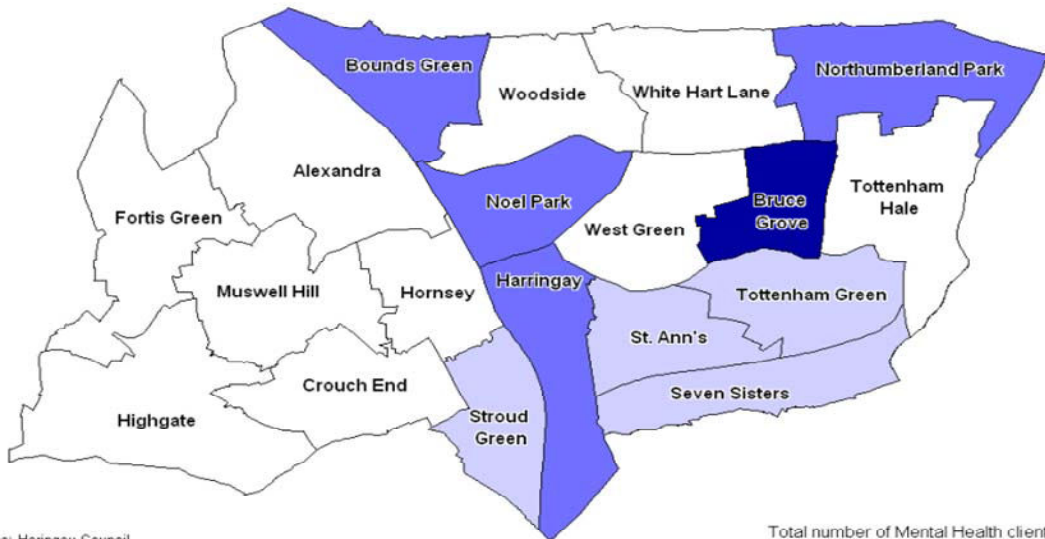 Bounds Green
Northumberland Park
Woodside
White Hart Lane
Alexandra
Tottenham
Hale
Noel Park
Bruce
Grove
Fortis Green
West Green
Muswell Hill
Hornsey
Harringay
Tottenham Green
St. Ann's
Crouch End
Seven Sisters
Highgate
Stroud
Green
Haringey Council
Total number of Mental Health client